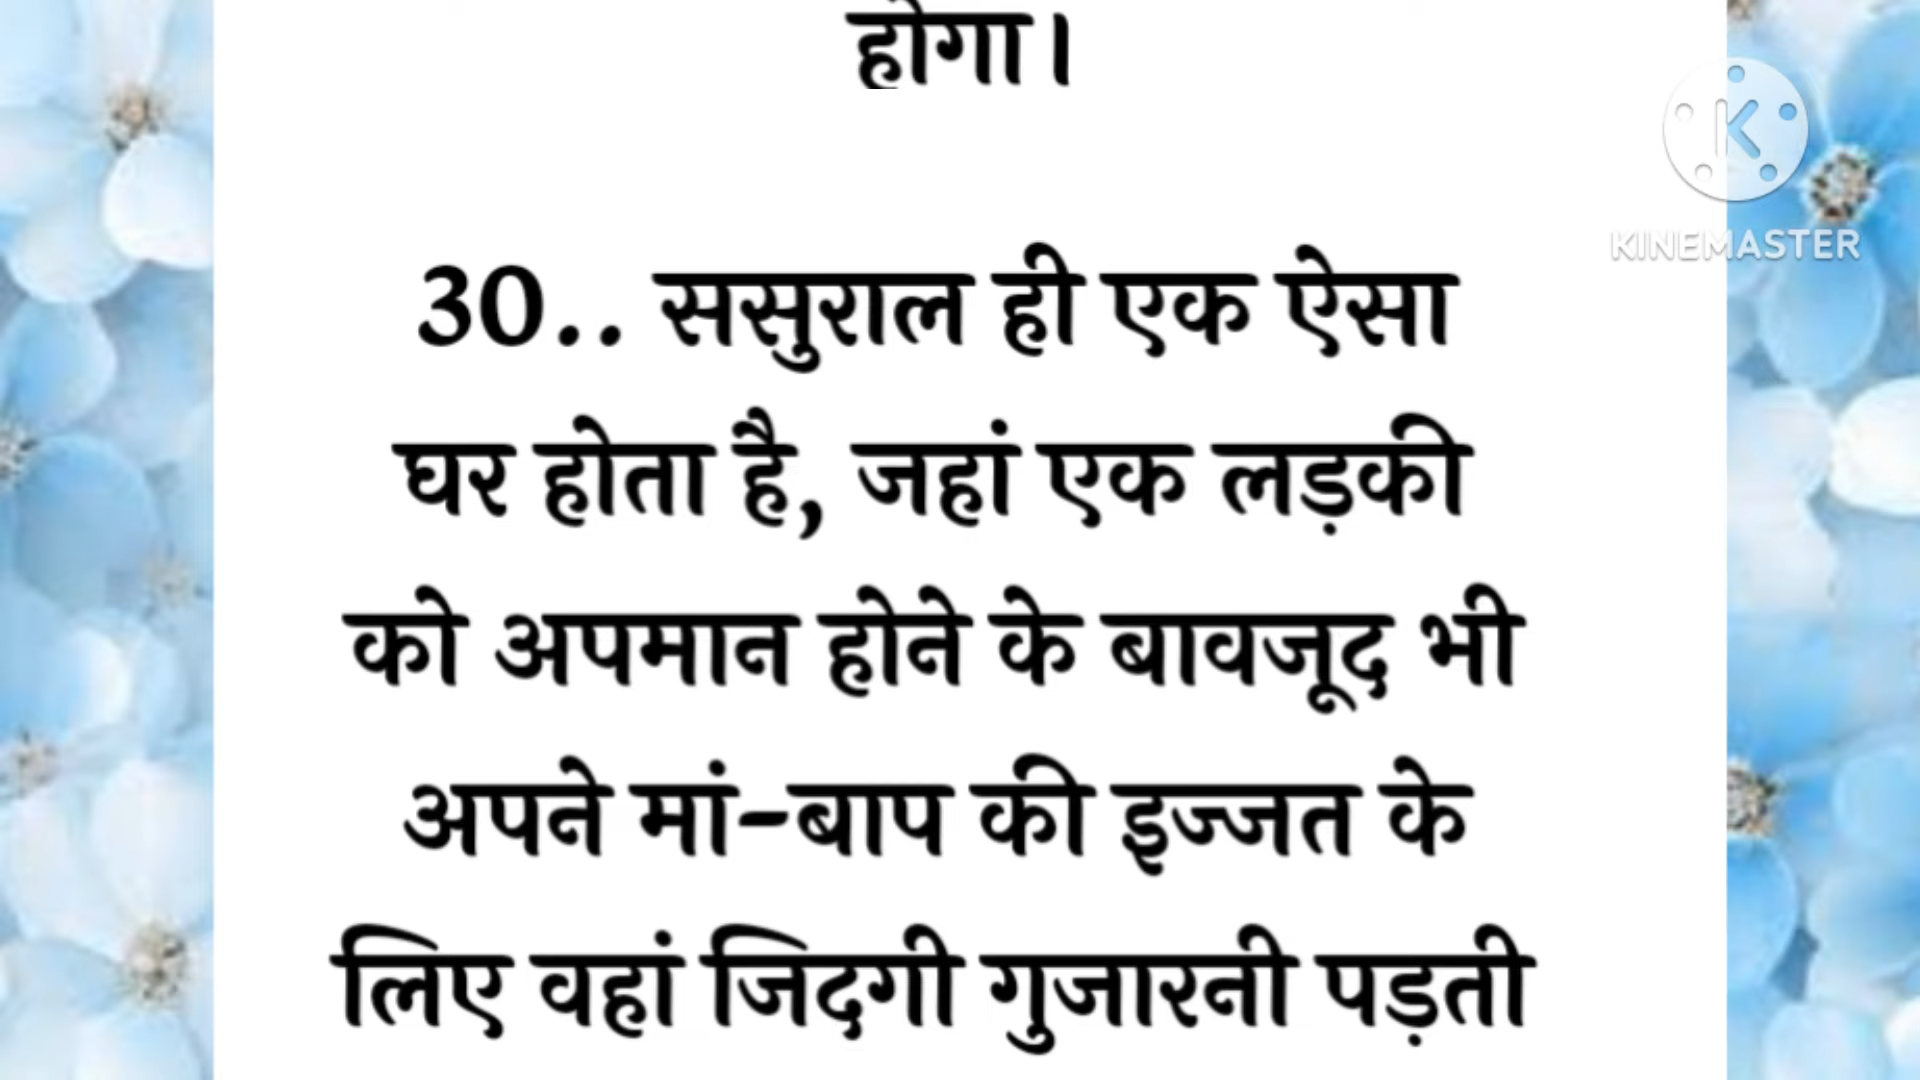 होगा।
K
KINEMASTER
30.. ससुराल ही एक ऐसा
घर होता है, जहां एक लड़की
को अपमान होने के बावजूद भी
अपने मां-बाप की इज्जत के
लिए वहां जिदगी गुजारनी पड़ती